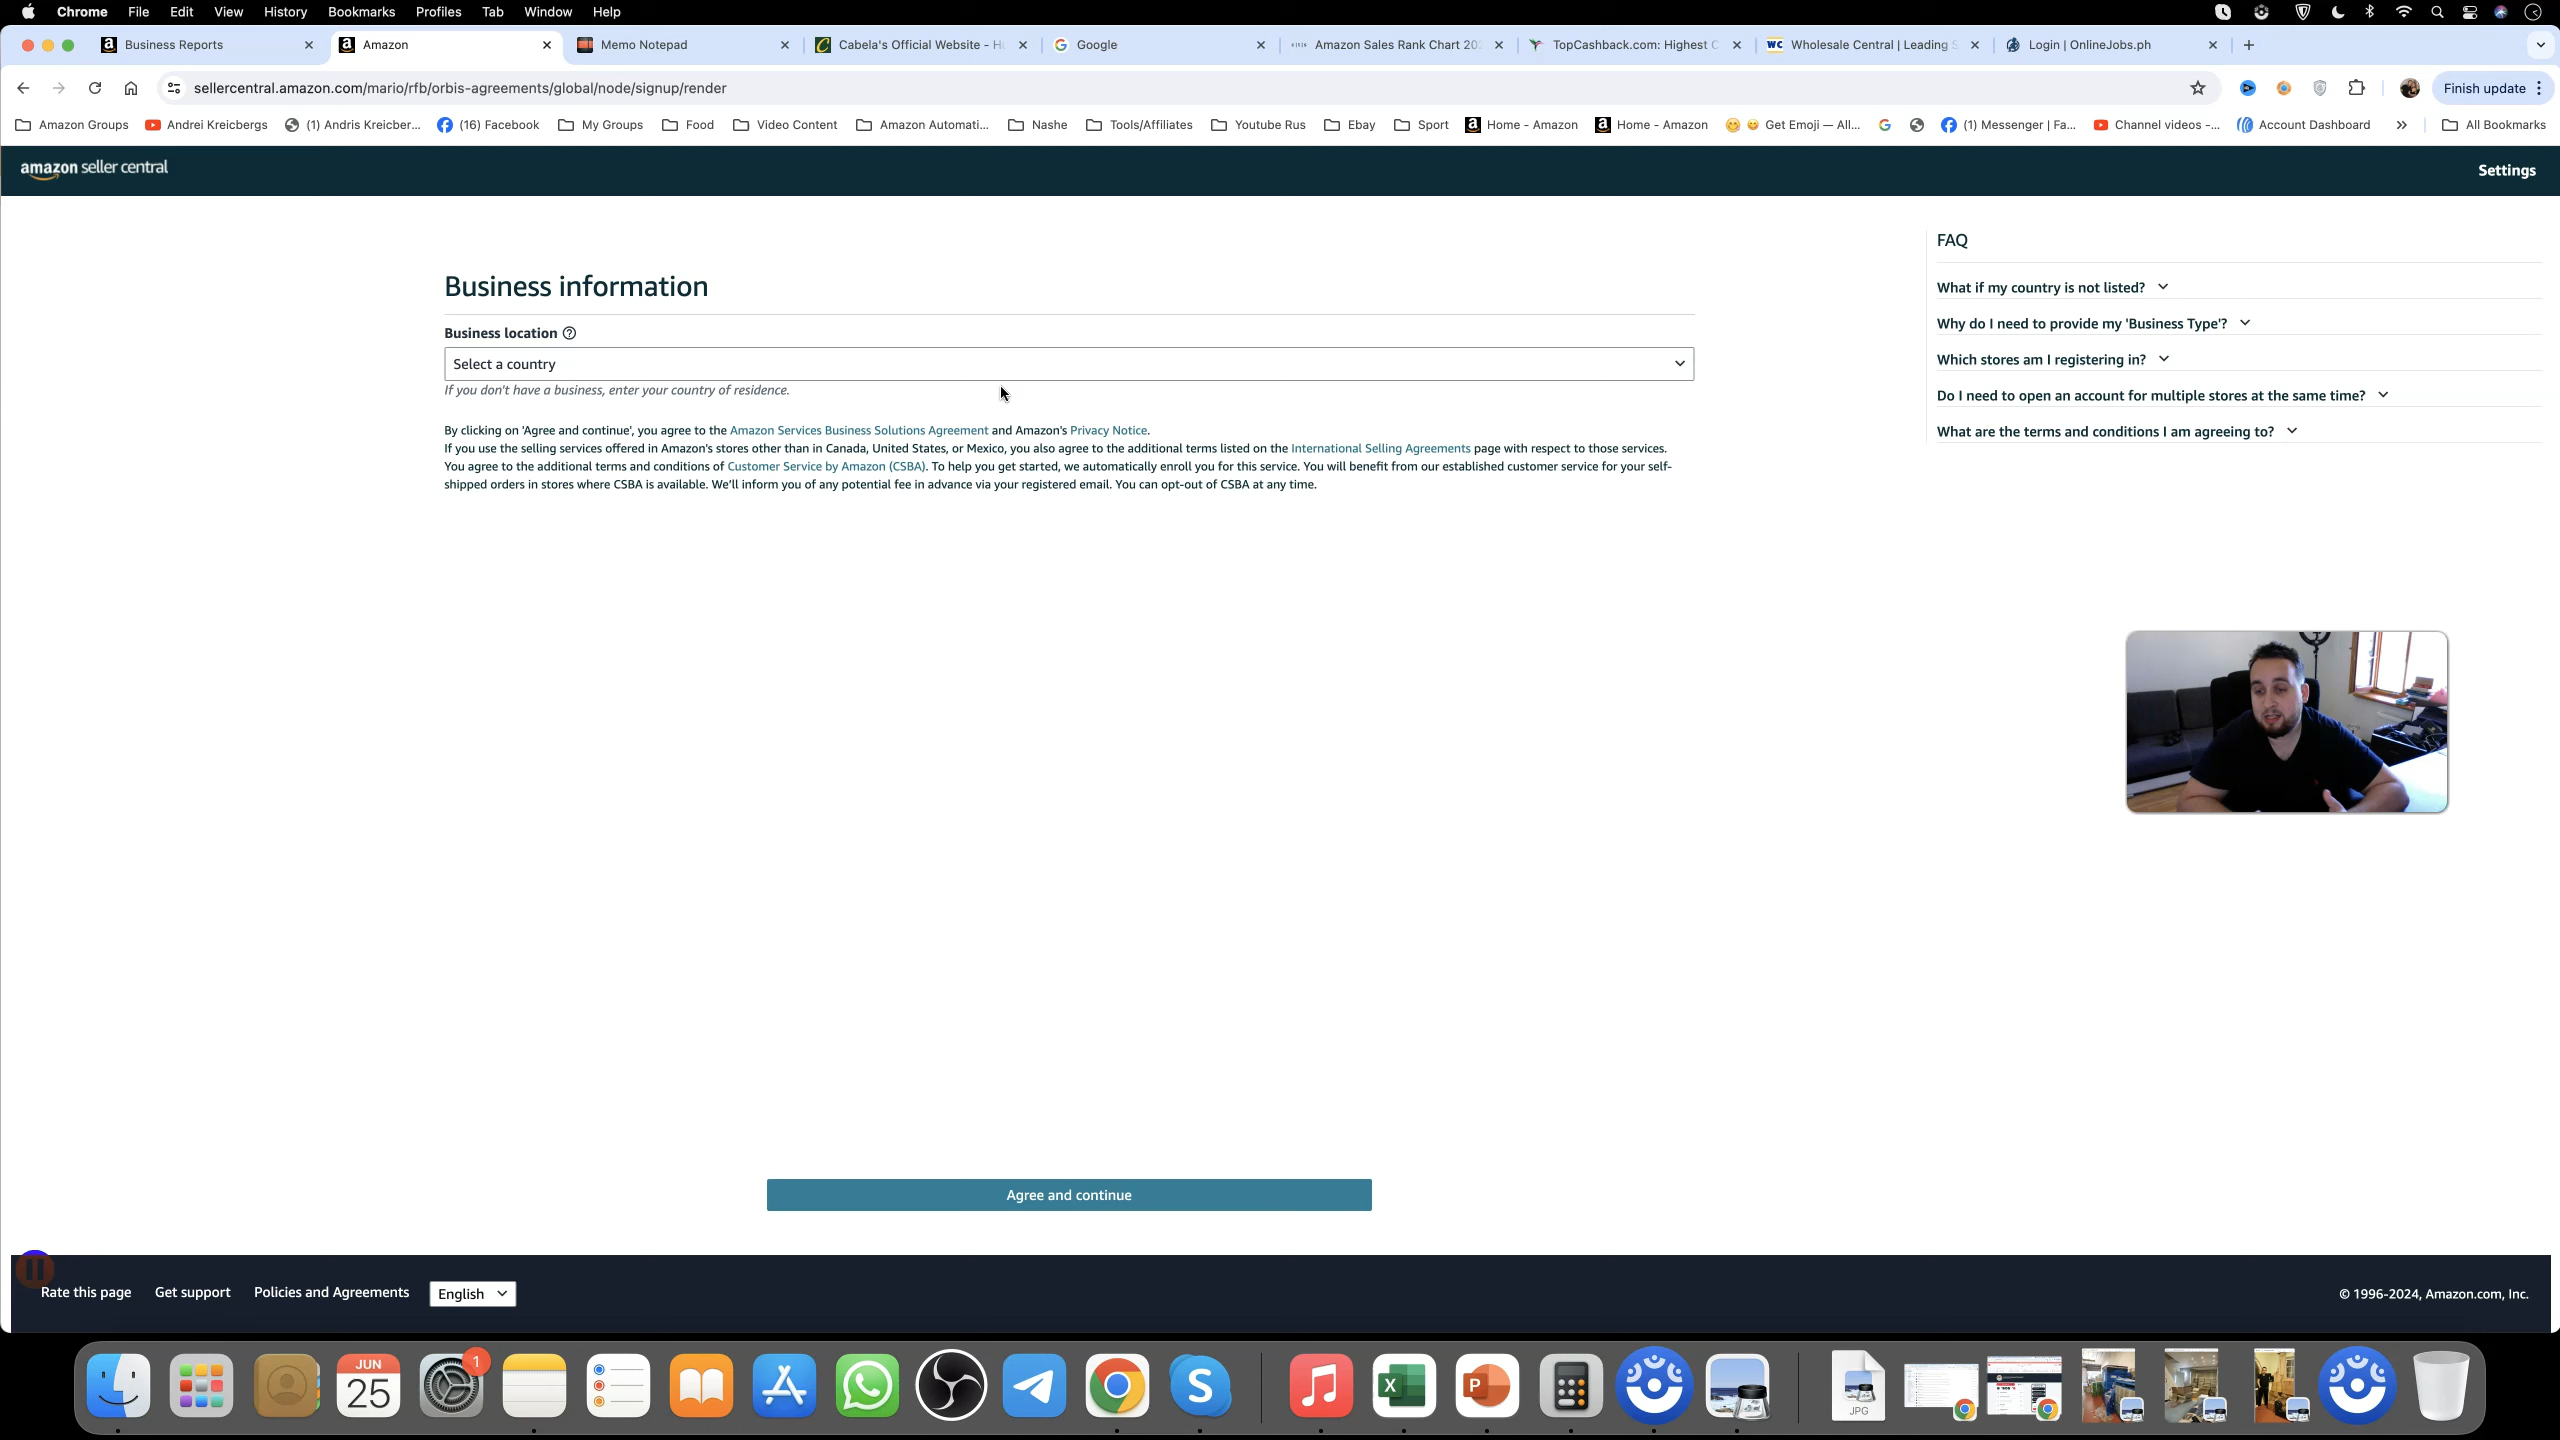 Chrome File Edit View History Bookmarks Profiles Tab Window Help
Business Reports
Amazon
Memo Notepad
Cabela's Official Website - H
Google
Amazon Sales Rank Chart 20
TopCashback.com: Highest C
Wholesale Central | Leading S
Login | OnlineJobs.ph
sellercentral.amazon.com/mario/rfb/orbis-agreements/global/node/signup/render
Finish update
Amazon Groups
Andrei Kreicbergs
(1) Andris Kreicber...
(16) Facebook
My Groups
Food
Video Content
Amazon Automati...
Nashe
Tools/Affiliates
Youtube Rus
Ebay
Sport
Home - Amazon
Home - Amazon
Get Emoji — All...
(1) Messenger | Fa...
Channel videos -...
Account Dashboard
All Bookmarks
amazon seller central
Settings
Business information
Business location
Select a country
If you don't have a business, enter your country of residence.
By clicking on 'Agree and continue', you agree to the Amazon Services Business Solutions Agreement and Amazon's Privacy Notice.
If you use the selling services offered in Amazon's stores other than in Canada, United States, or Mexico, you also agree to the additional terms listed on the International Selling Agreements page with respect to those services.
You agree to the additional terms and conditions of Customer Service by Amazon (CSBA). To help you get started, we automatically enroll you for this service. You will benefit from our established customer service for your self-
shipped orders in stores where CSBA is available. We'll inform you of any potential fee in advance via your registered email. You can opt-out of CSBA at any time.
FAQ
What if my country is not listed?
Why do I need to provide my 'Business Type'?
Which stores am I registering in?
Do I need to open an account for multiple stores at the same time?
What are the terms and conditions I am agreeing to?
Agree and continue
Rate this page
Get support
Policies and Agreements
English
© 1996-2024, Amazon.com, Inc.
JUN
25
1
JPG